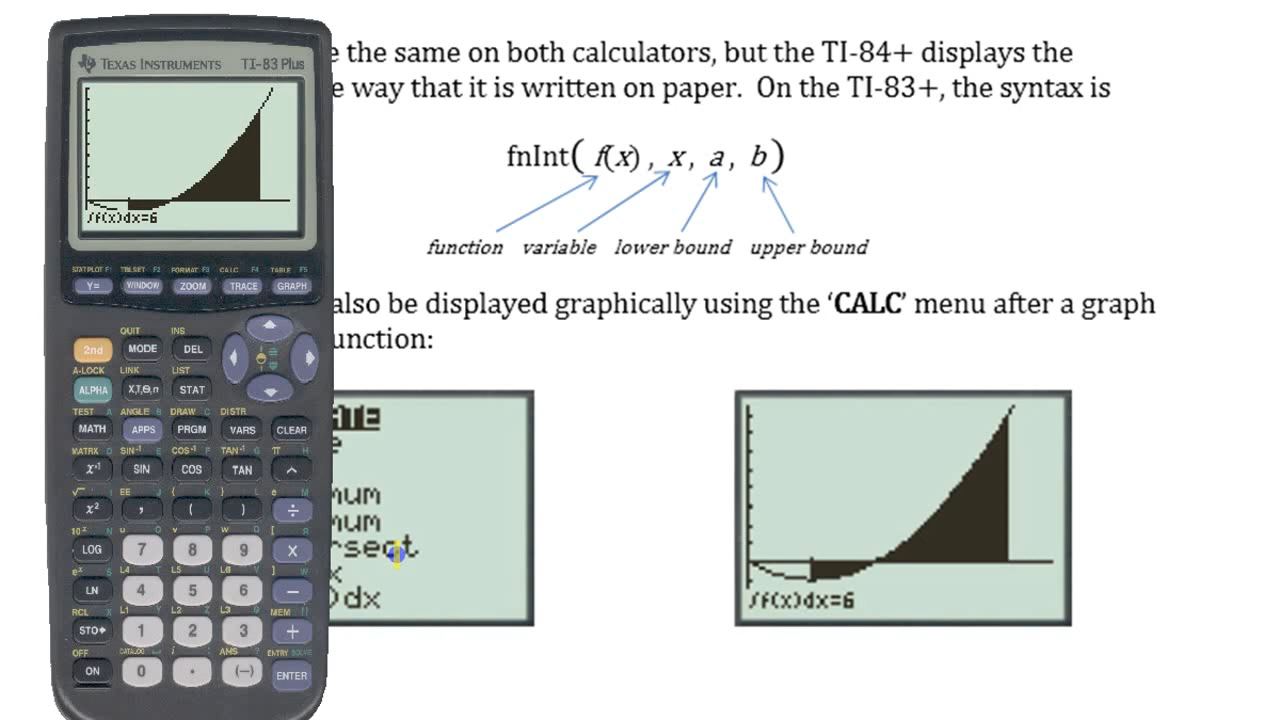 TEXAS INSTRUMENTS TI-83 Plus
∫f(x)dx=6
STATPLOT F1 TBLSET F2 FORMAT F3 CALC F4 TABLE F5
Y= WINDOW ZOOM TRACE GRAPH
QUIT INS
2nd MODE DEL
A-LOCK LINK LIST
ALPHA X,T,Θ,n STAT
TEST A ANGLE B DRAW C DISTR
MATH APPS PRGM VARS CLEAR
MATRX D SIN⁻¹ E COS⁻¹ F TAN⁻¹ G π H
x⁻¹ SIN COS TAN ^
√ I EE J { K } L e M
x² , ( ) ÷
10ˣ N u O v P w Q [ R
LOG 7 8 9 ×
eˣ S L4 T L5 U L6 V ] W
LN 4 5 6 −
RCL X L1 Y L2 Z L3 MEM
STO▸ 1 2 3 +
OFF CATALOG i ANS ENTRY SOLVE
ON 0 . (−) ENTER
e the same on both calculators, but the TI-84+ displays the
e way that it is written on paper. On the TI-83+, the syntax is
fnInt( f(x) , x, a, b)
function variable lower bound upper bound
also be displayed graphically using the ‘CALC’ menu after a graph
unction:
ATE
e
mum
mum
rsect
x
)dx
∫f(x)dx=6